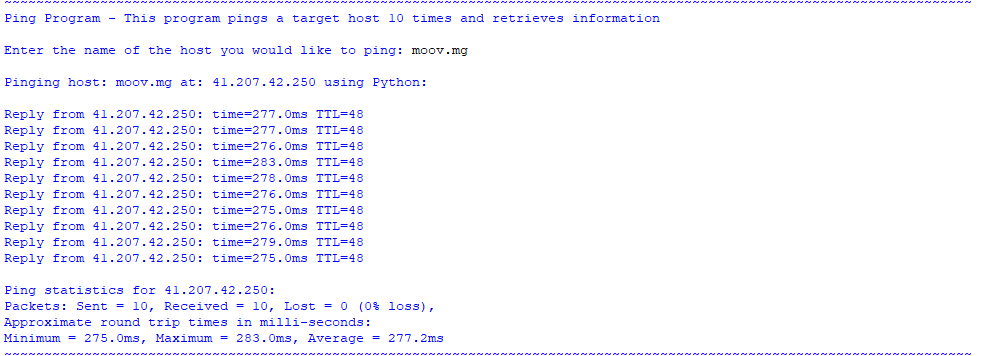 ~~~~~~~~~~~~~~~~~~~~~~~~~~~~~~~~~~~~~~~~~~~~~~~~~~~~~~~~~~~~~~~~~~~~~~~~~~~~~~~~~~~~~~~~~~~~~~~~~~~~~~~~~~~~~~~~~~~~~~~~~
Ping Program - This program pings a target host 10 times and retrieves information
Enter the name of the host you would like to ping: moov.mg
Pinging host: moov.mg at: 41.207.42.250 using Python:
Reply from 41.207.42.250: time=277.0ms TTL=48
Reply from 41.207.42.250: time=277.0ms TTL=48
Reply from 41.207.42.250: time=276.0ms TTL=48
Reply from 41.207.42.250: time=283.0ms TTL=48
Reply from 41.207.42.250: time=278.0ms TTL=48
Reply from 41.207.42.250: time=276.0ms TTL=48
Reply from 41.207.42.250: time=275.0ms TTL=48
Reply from 41.207.42.250: time=276.0ms TTL=48
Reply from 41.207.42.250: time=279.0ms TTL=48
Reply from 41.207.42.250: time=275.0ms TTL=48
Ping statistics for 41.207.42.250:
Packets: Sent = 10, Received = 10, Lost = 0 (0% loss),
Approximate round trip times in milli-seconds:
Minimum = 275.0ms, Maximum = 283.0ms, Average = 277.2ms
~~~~~~~~~~~~~~~~~~~~~~~~~~~~~~~~~~~~~~~~~~~~~~~~~~~~~~~~~~~~~~~~~~~~~~~~~~~~~~~~~~~~~~~~~~~~~~~~~~~~~~~~~~~~~~~~~~~~~~~~~